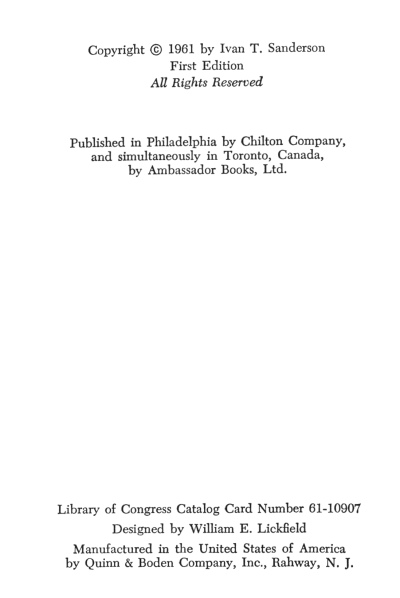 Copyright © 1961 by Ivan T. Sanderson
First Edition
All Rights Reserved
Published in Philadelphia by Chilton Company,
and simultaneously in Toronto, Canada,
by Ambassador Books, Ltd.
Library of Congress Catalog Card Number 61-10907
Designed by William E. Lickfield
Manufactured in the United States of America
by Quinn & Boden Company, Inc., Rahway, N. J.